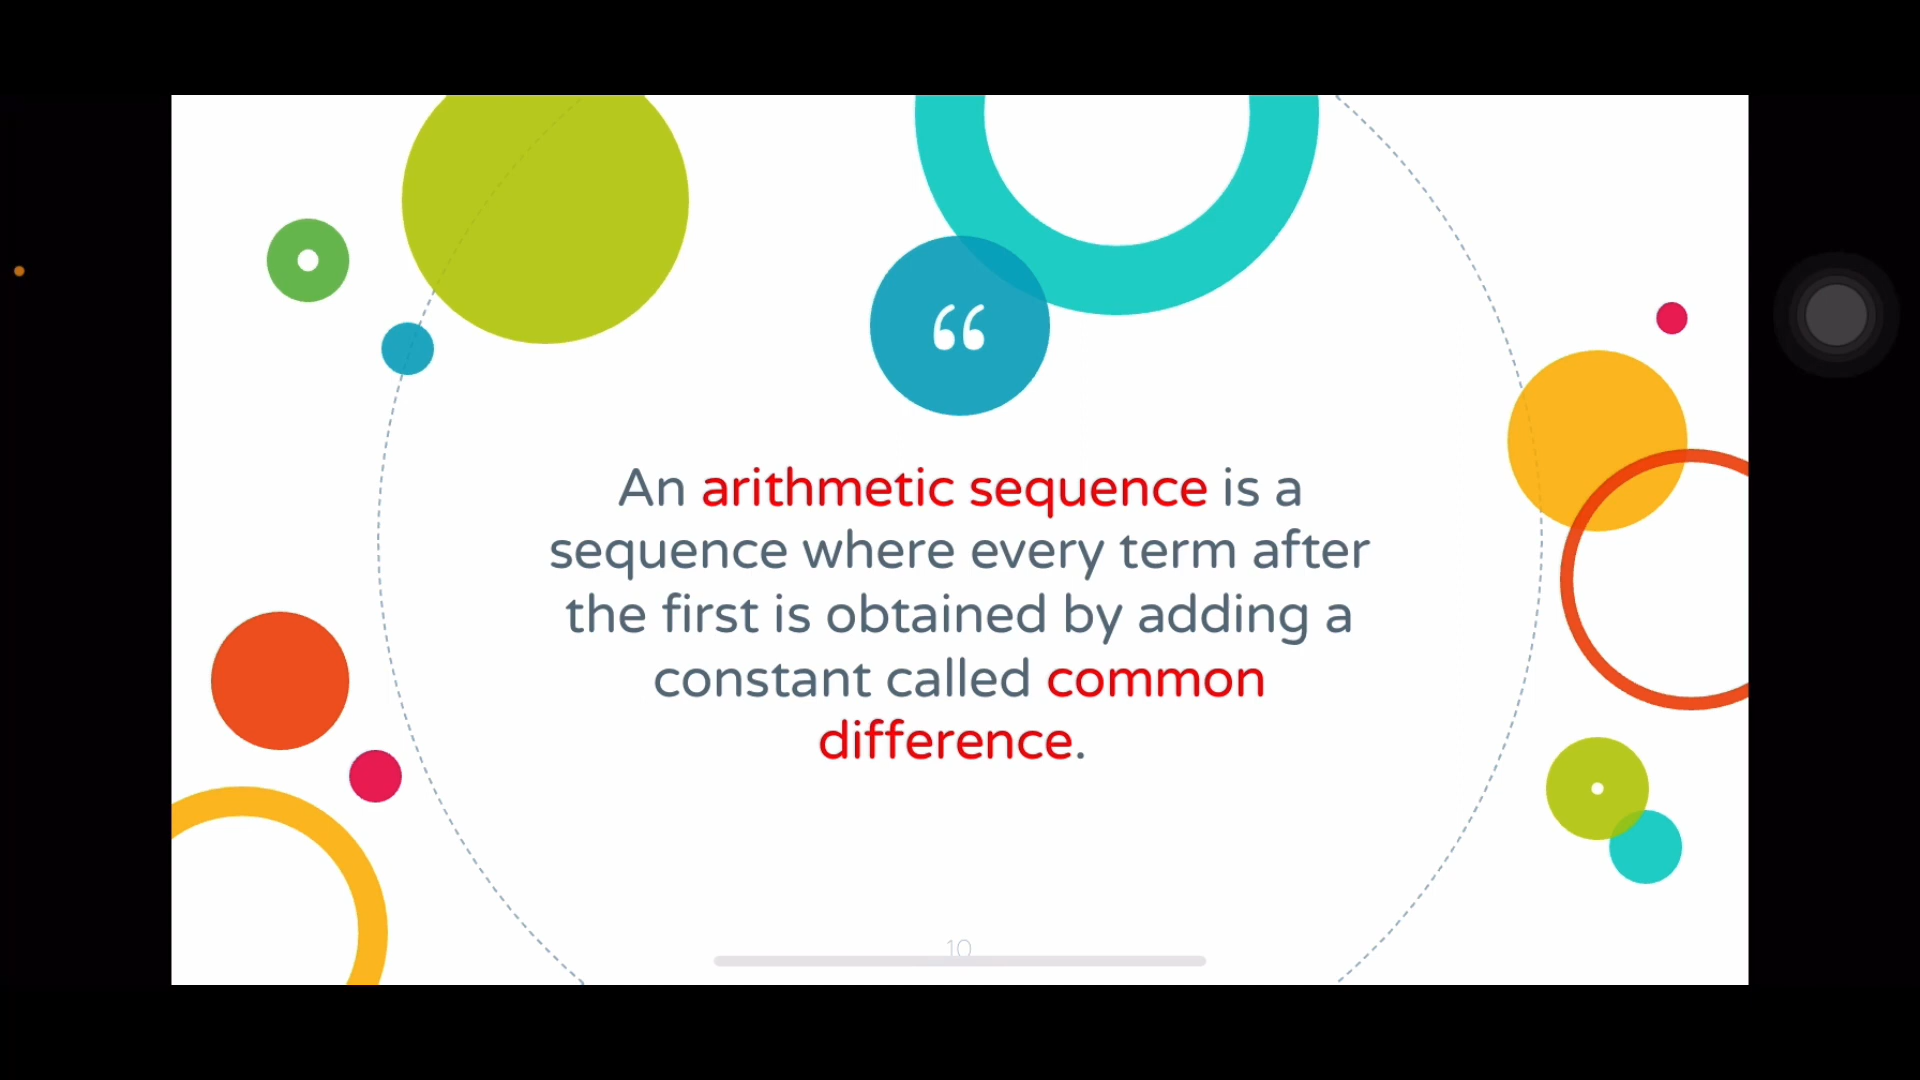 “
An arithmetic sequence is a
sequence where every term after
the first is obtained by adding a
constant called common
difference.
10